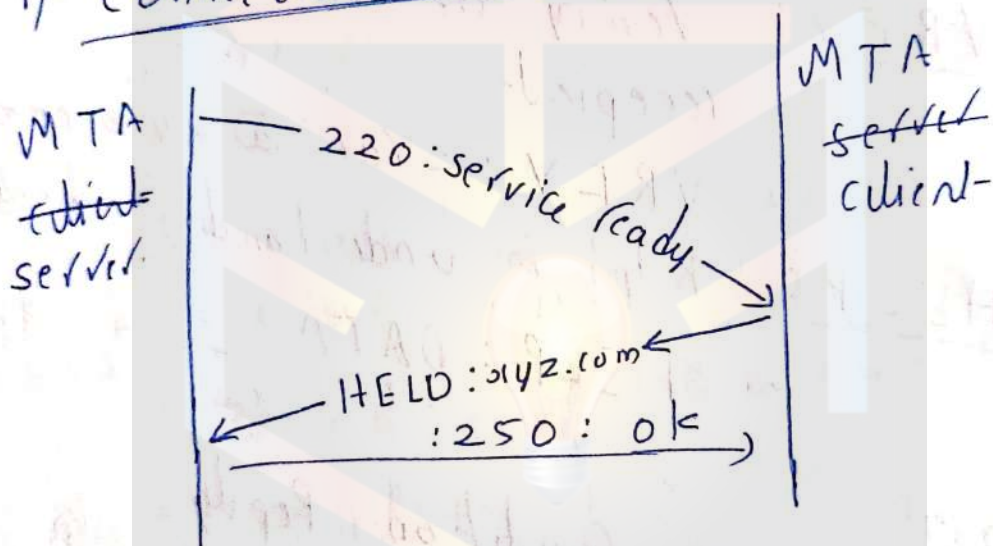 MTA
MTA
server
client
client
server
220: service ready
HELO: xyz.com
:250: ok